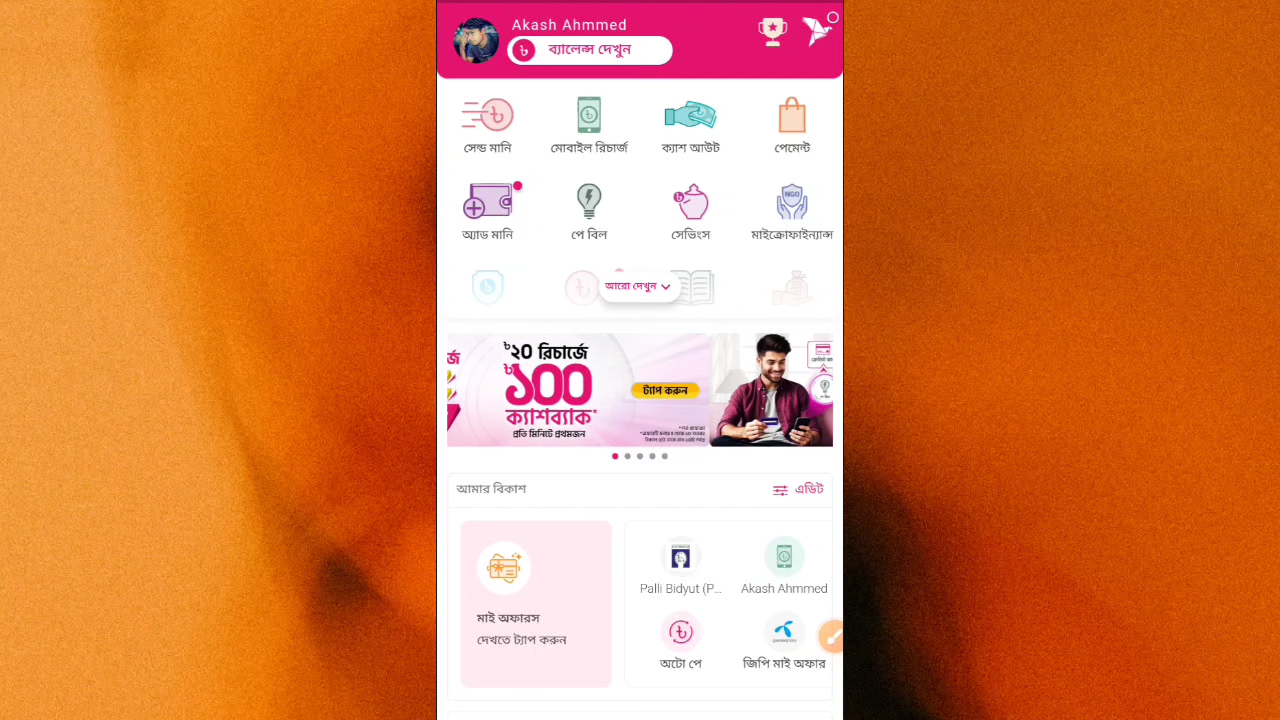 Akash Ahmmed
ব্যালেন্স দেখুন
সেন্ড মানি
মোবাইল রিচার্জ
ক্যাশ আউট
পেমেন্ট
NGO
অ্যাড মানি
পে বিল
সেভিংস
মাইক্রোফাইন্যান্স
আরো দেখুন
৳২০ রিচার্জে
৳১০০
ক্যাশব্যাক*
প্রতি মিনিটে প্রথমজন
ট্যাপ করুন
আমার বিকাশ
এডিট
মাই অফারস
দেখতে ট্যাপ করুন
Palli Bidyut (P...
Akash Ahmmed
অটো পে
জিপি মাই অফার